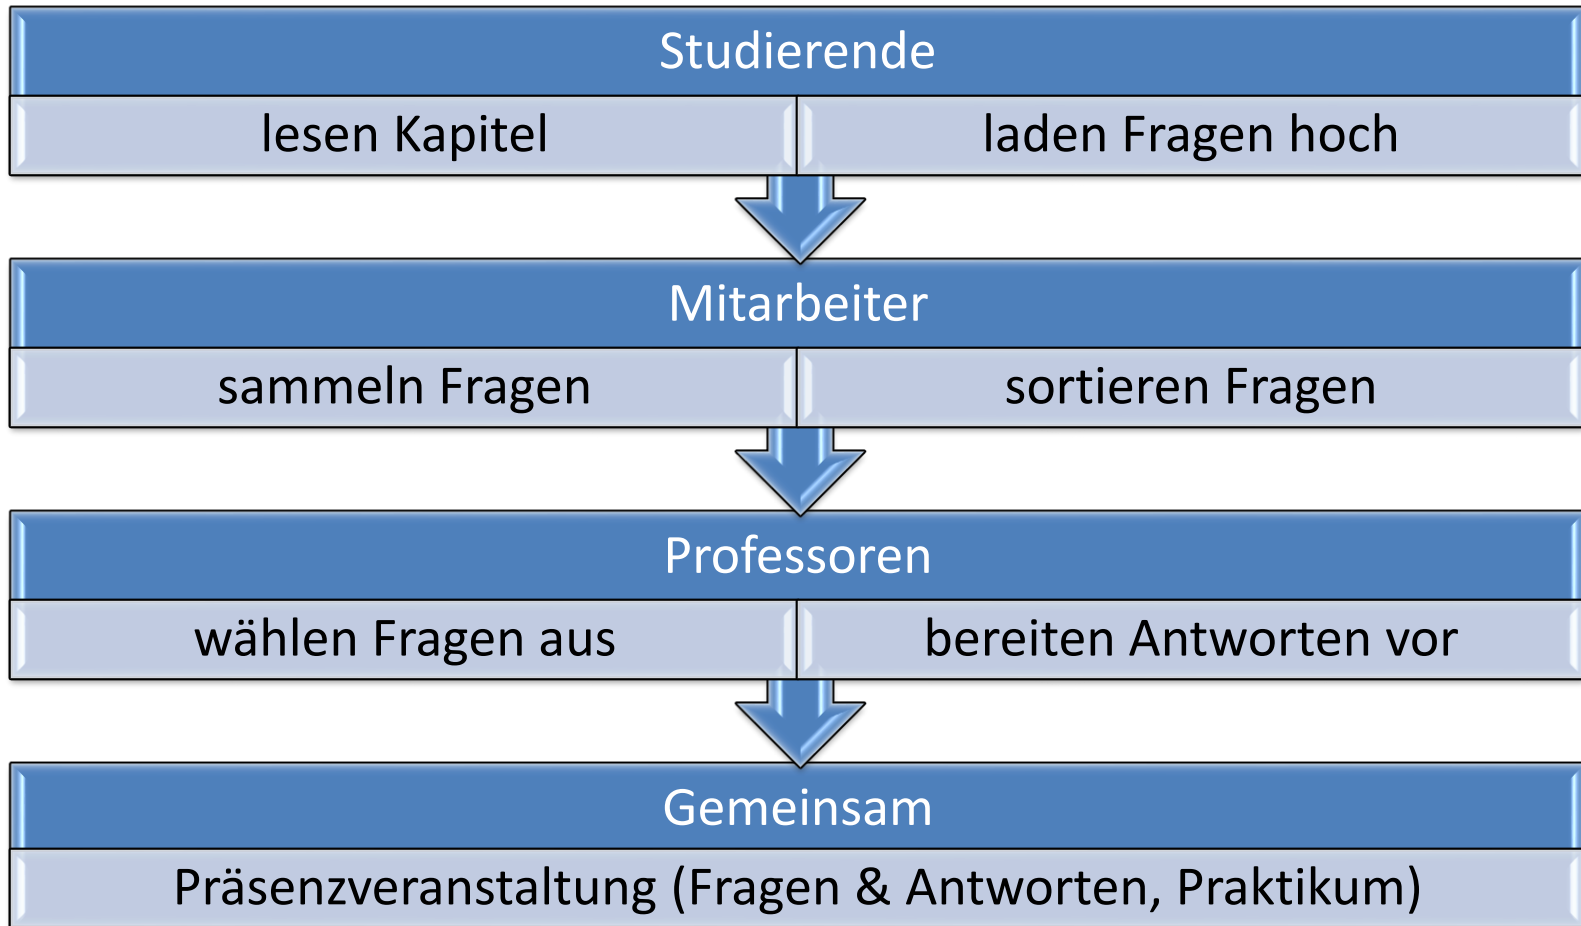 Studierende
lesen Kapitel
laden Fragen hoch
Mitarbeiter
sammeln Fragen
sortieren Fragen
Professoren
wählen Fragen aus
bereiten Antworten vor
Gemeinsam
Präsenzveranstaltung (Fragen & Antworten, Praktikum)